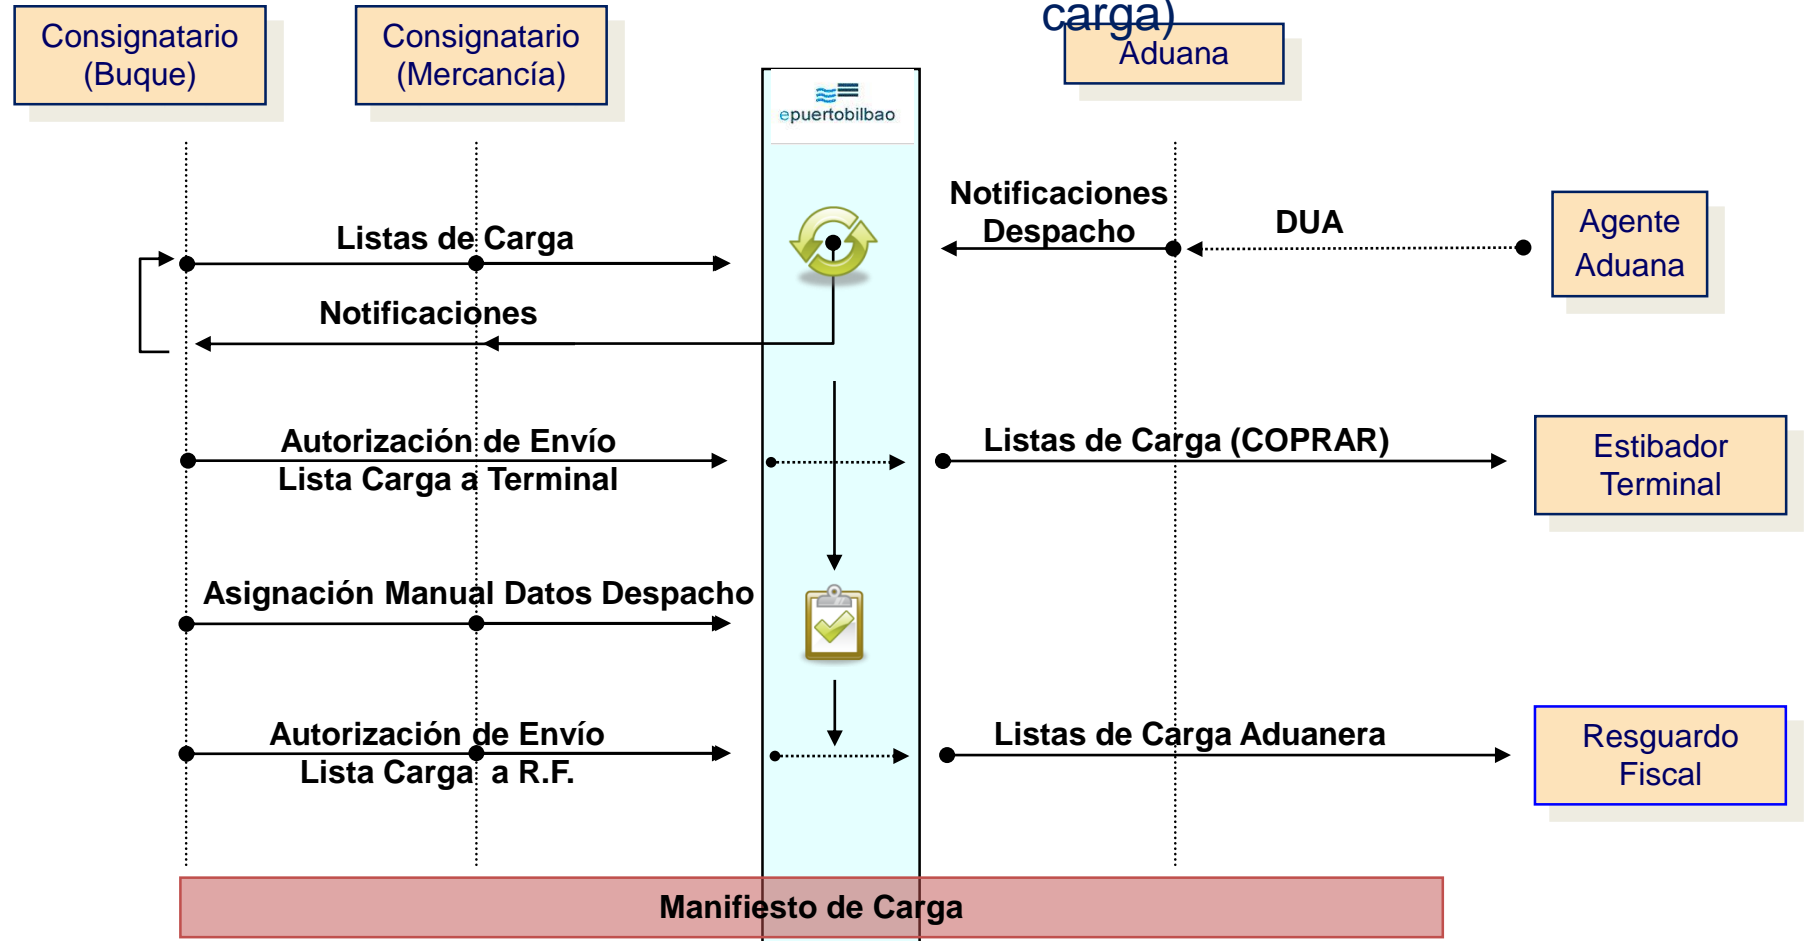 carga)
Consignatario
(Buque)
Consignatario
(Mercancía)
Aduana
epuertobilbao
Notificaciones
Despacho
DUA
Agente
Aduana
Listas de Carga
Notificaciones
Autorización de Envío
Lista Carga a Terminal
Listas de Carga (COPRAR)
Estibador
Terminal
Asignación Manual Datos Despacho
Autorización de Envío
Lista Carga a R.F.
Listas de Carga Aduanera
Resguardo
Fiscal
Manifiesto de Carga